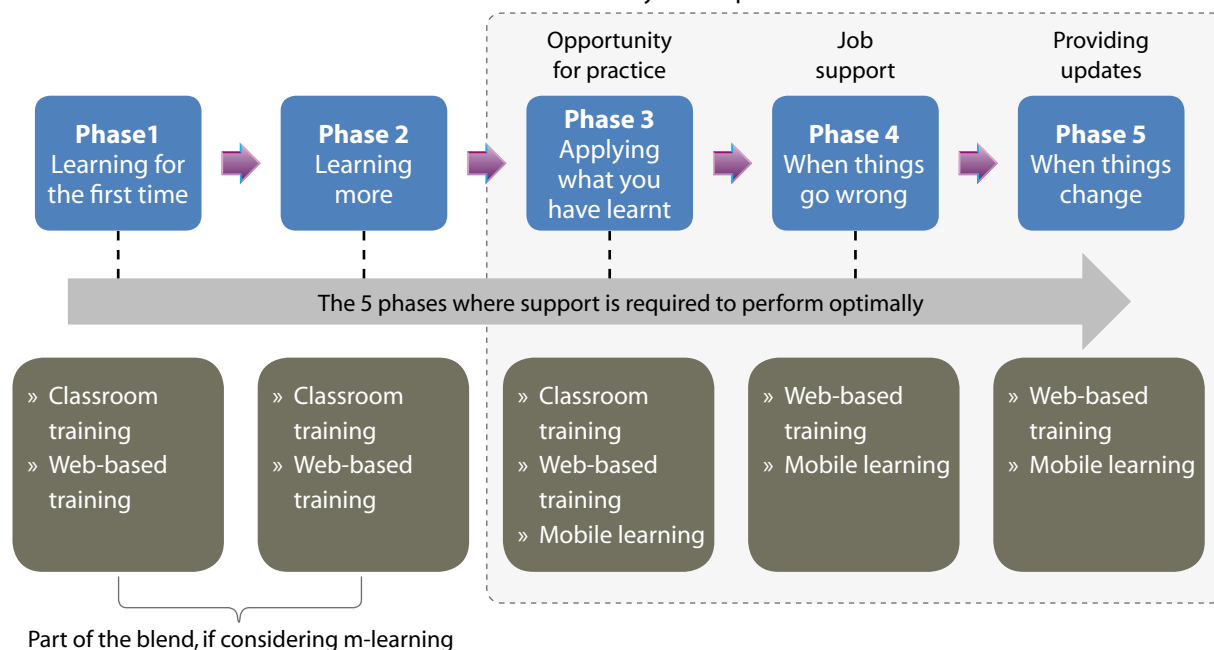 Opportunity
for practice
Job
support
Providing
updates
Phase1
Learning for
the first time
Phase 2
Learning
more
Phase 3
Applying
what you
have learnt
Phase 4
When things
go wrong
Phase 5
When things
change
The 5 phases where support is required to perform optimally
» Classroom
training
» Web-based
training
» Classroom
training
» Web-based
training
» Classroom
training
» Web-based
training
» Mobile learning
» Web-based
training
» Mobile learning
» Web-based
training
» Mobile learning
Part of the blend, if considering m-learning